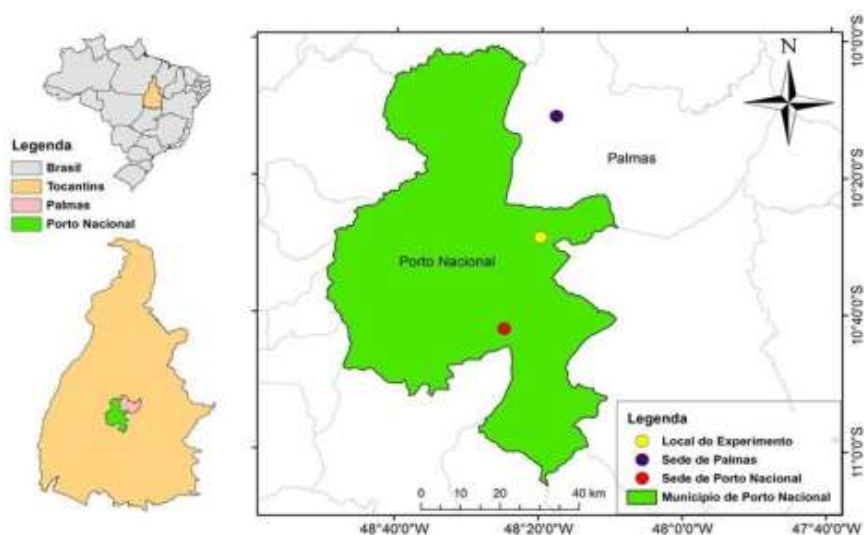 Legenda
Brasil
Tocantins
Palmas
Porto Nacional
N
Palmas
Porto Nacional
10°0'0"S
10°20'0"S
10°40'0"S
11°0'0"S
Legenda
Local do Experimento
Sede de Palmas
Sede de Porto Nacional
Município de Porto Nacional
0 10 20 40 km
48°40'0"W 48°20'0"W 48°0'0"W 47°40'0"W